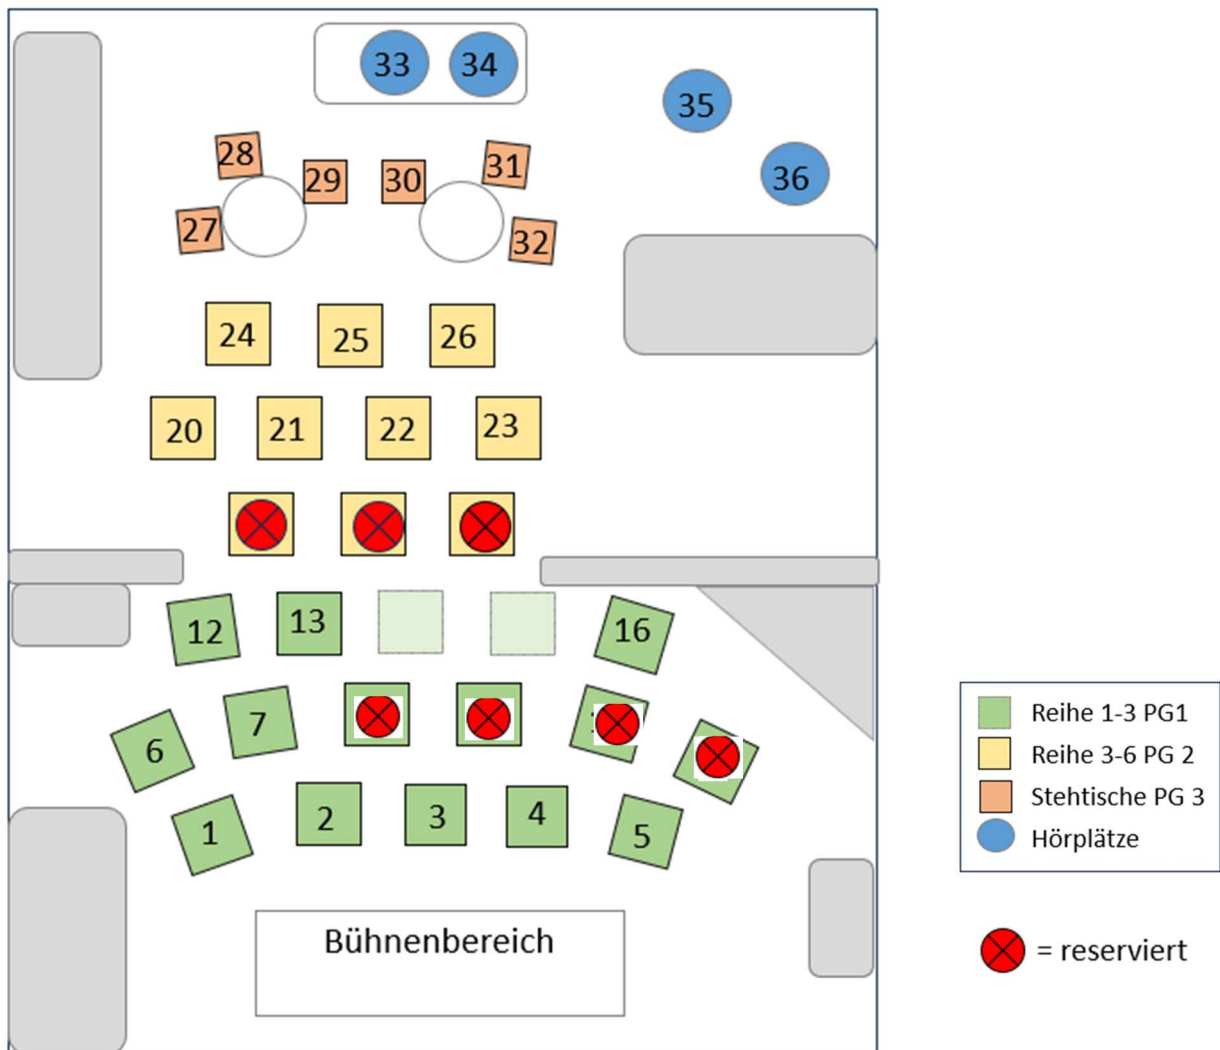 33 34
35
36
28 29 30 31
27 32
24 25 26
20 21 22 23
12 13 16
6 7
1 2 3 4 5
Bühnenbereich
Reihe 1-3 PG1
Reihe 3-6 PG 2
Stehtische PG 3
Hörplätze
= reserviert